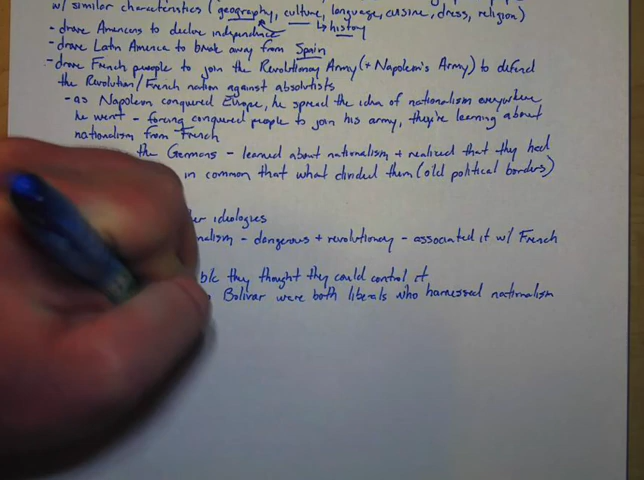 w/ similar characteristics (geography, culture, language, cuisine, dress, religion)
↳ history
- drove Americans to declare independence
- drove Latin America to break away from Spain
- drove French people to join the Revolutionary Army (+ Napoleon's Army) to defend
the Revolution/French nation against absolutists
- as Napoleon conquered Europe, he spread the idea of nationalism everywhere
he went - forcing conquered people to join his army, they're learning about
nationalism from French
the Germans - learned about nationalism + realized that they had
in common that what divided them (old political borders)
ideologies
nalism - dangerous + revolutionary - associated it w/ French
b/c they thought they could control it
Bolivar were both liberals who harnessed nationalism